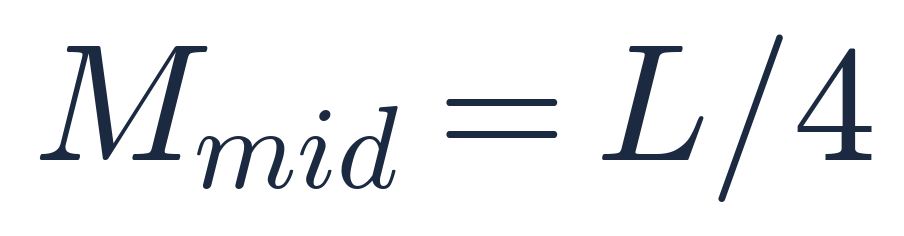 M_{mid} = L/4